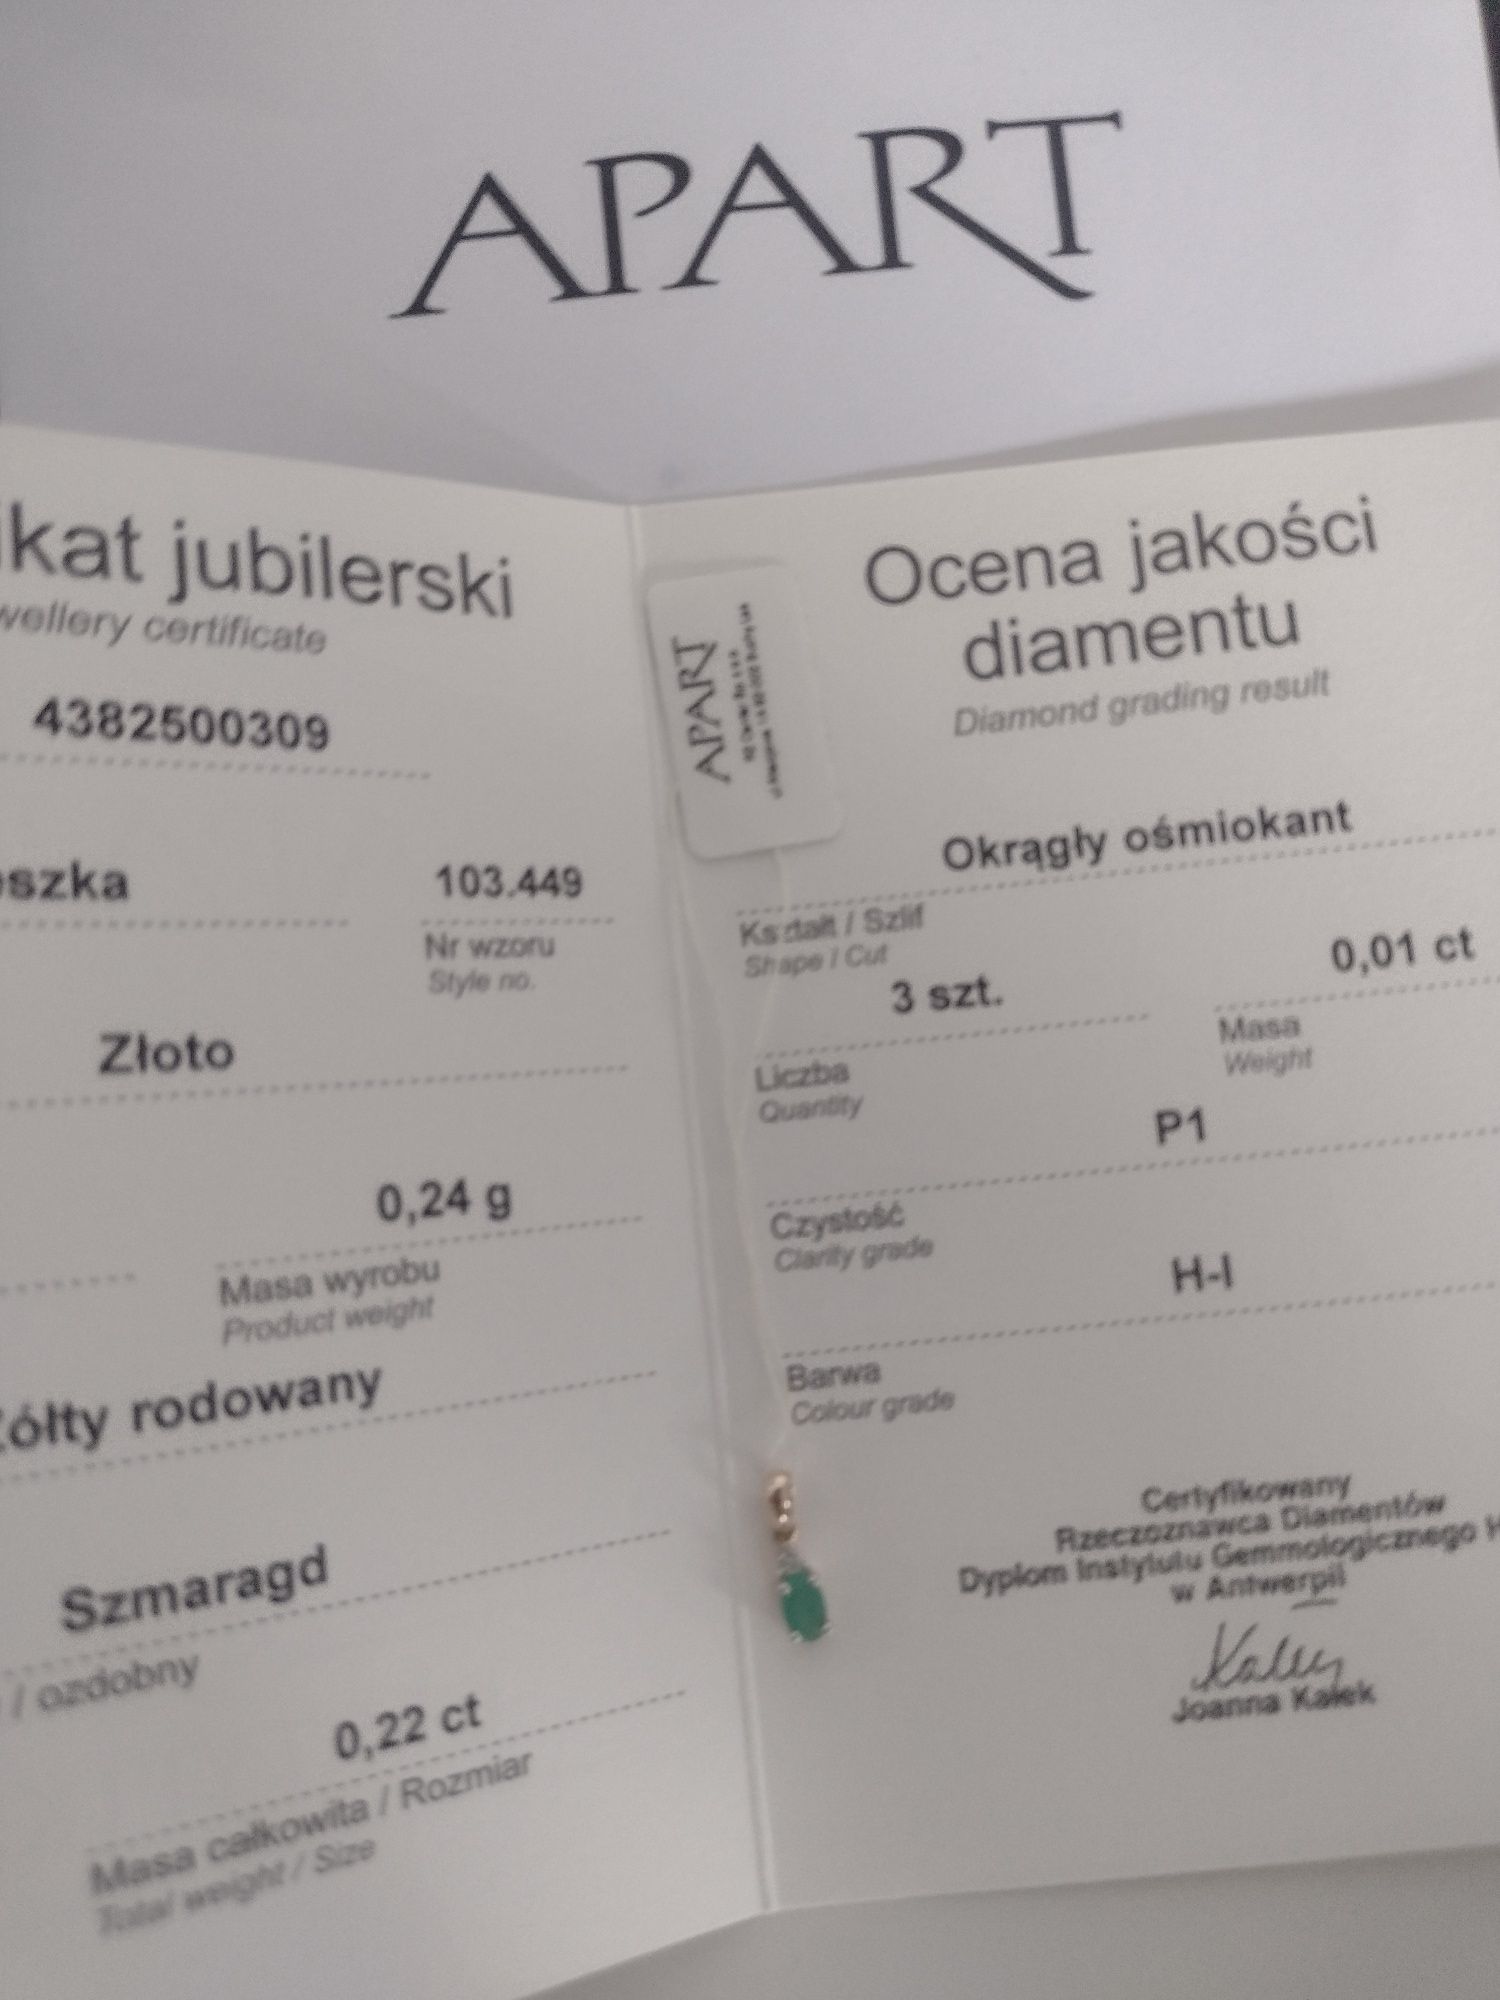 APART
ikat jubilerski
wellery certificate
4382500309
oszka
103.449
Nr wzoru
Style no.
Złoto
0,24 g
Masa wyrobu
Product weight
Żółty rodowany
Szmaragd
/ ozdobny
0,22 ct
Masa całkowita / Rozmiar
Total weight / Size
APART
Ocena jakości
diamentu
Diamond grading result
Okrągły ośmiokant
Kształt / Szlif
Shape / Cut
3 szt.
0,01 ct
Liczba
Quantity
Masa
Weight
P1
Czystość
Clarity grade
H-I
Barwa
Colour grade
Certyfikowany
Rzeczoznawca Diamentów
Dyplom Instytutu Gemmologicznego H
w Antwerpii
Joanna Kałek